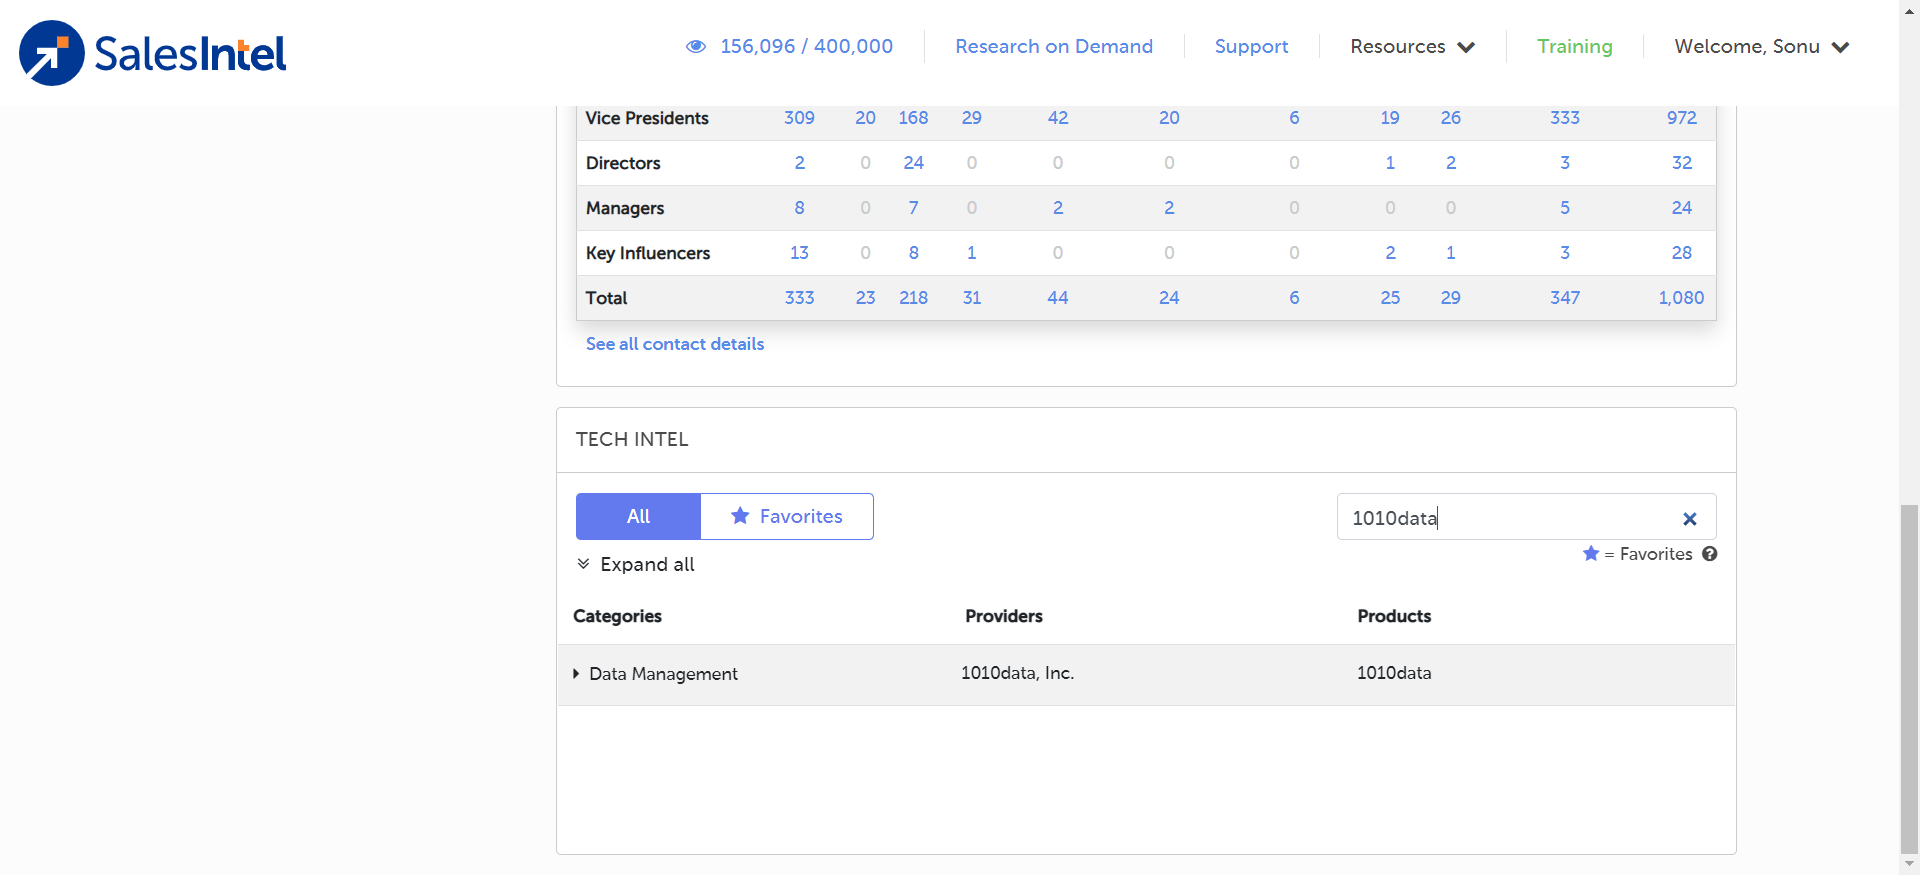 SalesIntel
156,096 / 400,000 Research on Demand Support Resources Training Welcome, Sonu
Vice Presidents 309 20 168 29 42 20 6 19 26 333 972
Directors 2 0 24 0 0 0 0 1 2 3 32
Managers 8 0 7 0 2 2 0 0 0 5 24
Key Influencers 13 0 8 1 0 0 0 2 1 3 28
Total 333 23 218 31 44 24 6 25 29 347 1,080
See all contact details
TECH INTEL
All Favorites 1010data
= Favorites ?
Expand all
Categories Providers Products
Data Management 1010data, Inc. 1010data